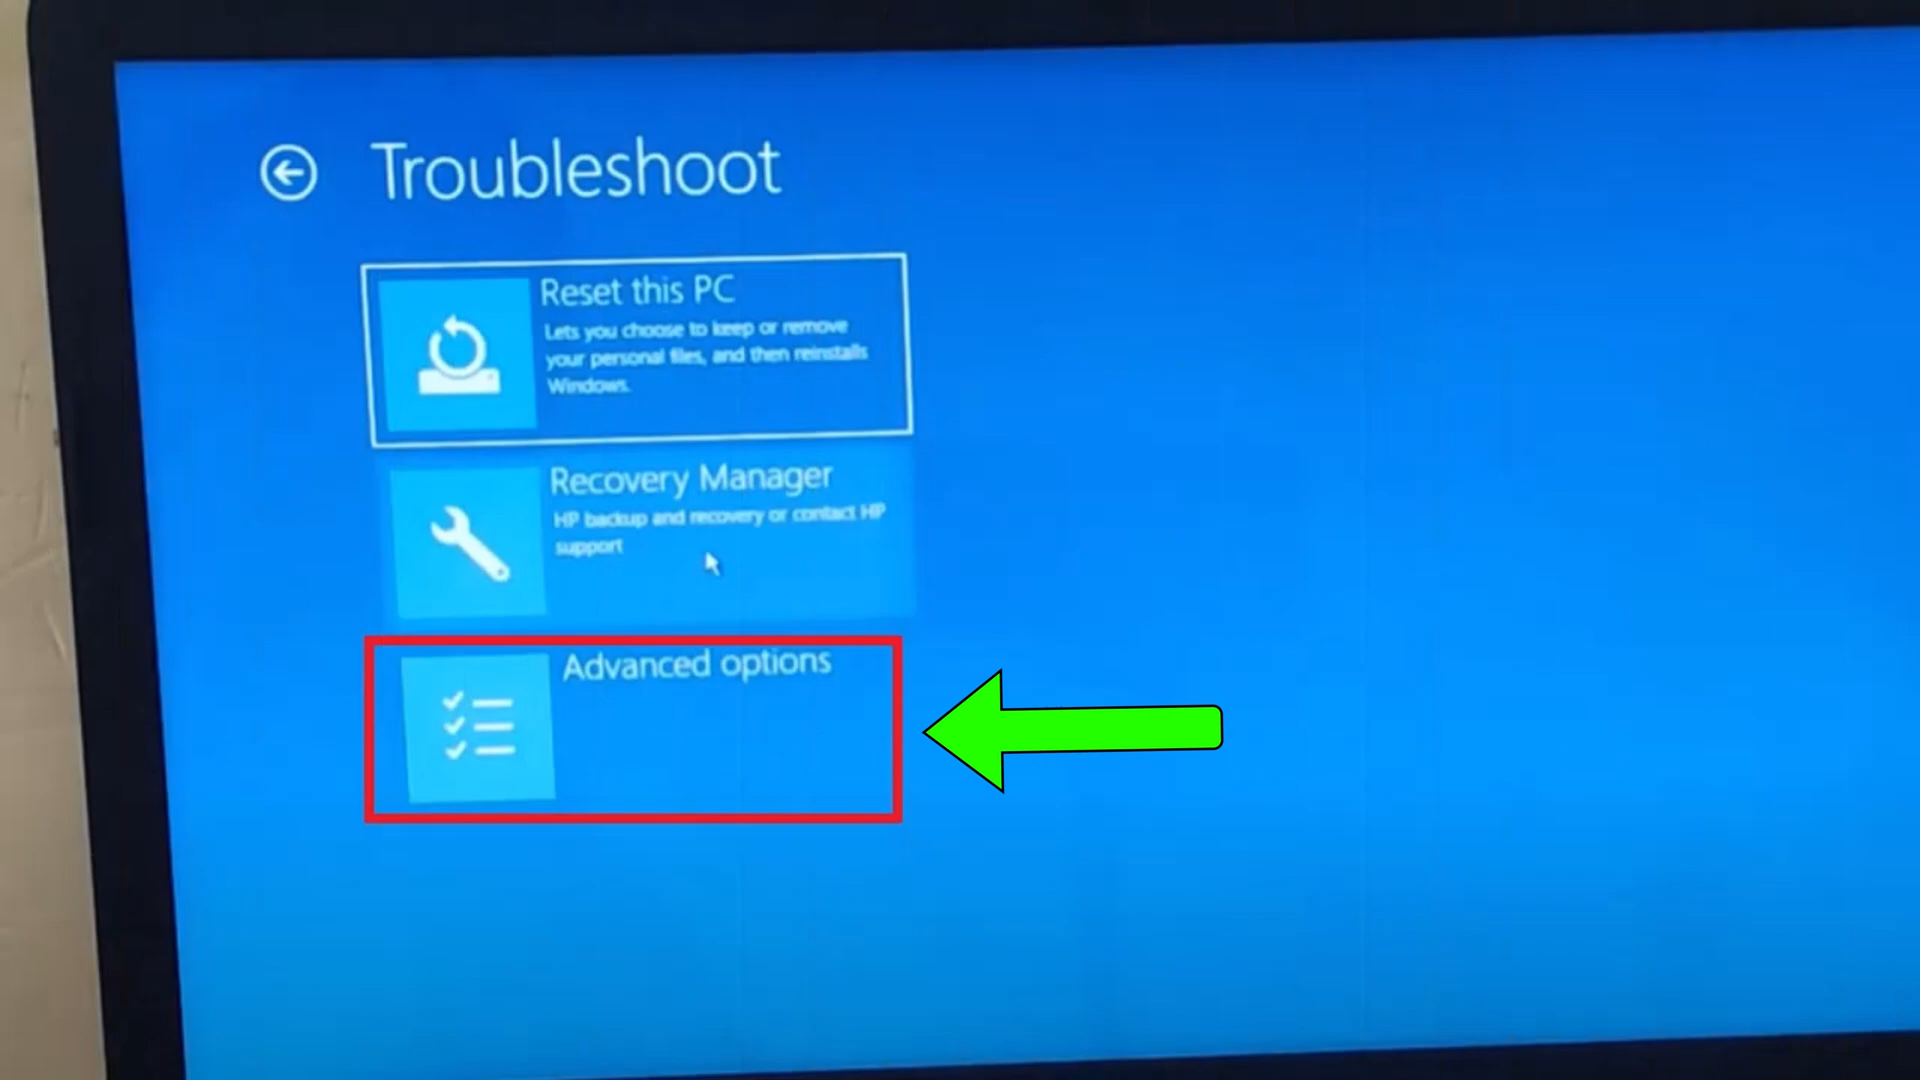 Troubleshoot
Reset this PC
Lets you choose to keep or remove
your personal files, and then reinstalls
Windows.
Recovery Manager
HP backup and recovery or contact HP
support
Advanced options